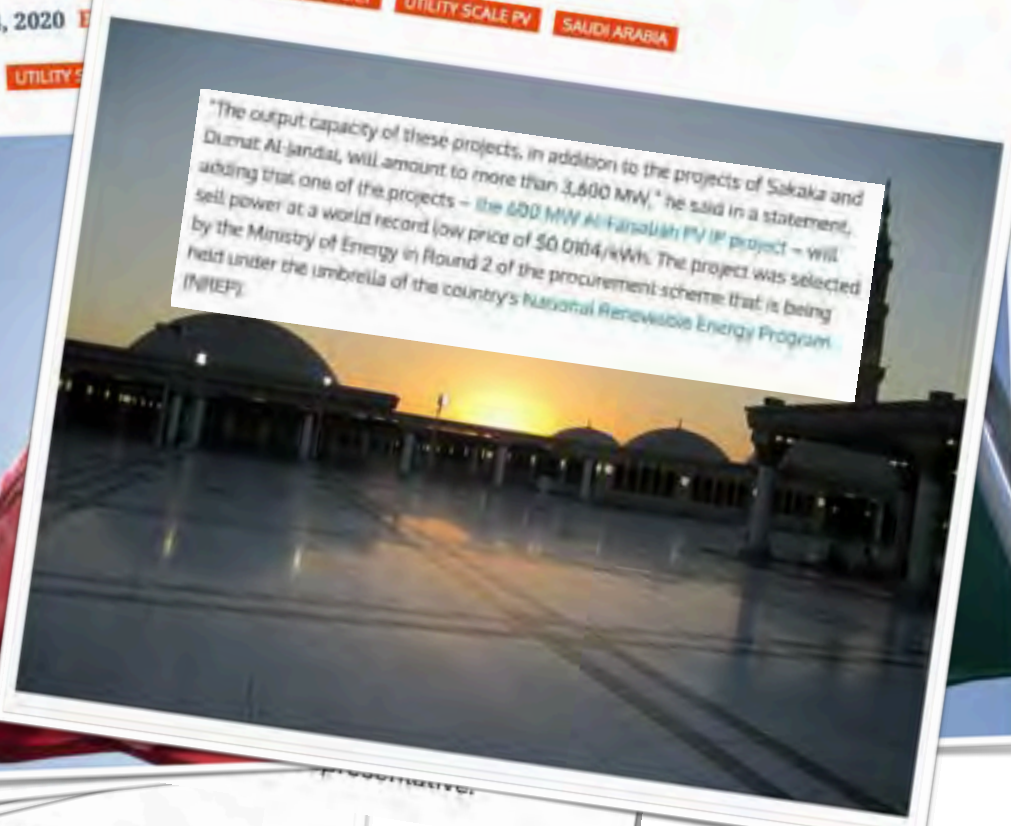 , 2020
UTILITY SCALE PV
SAUDI ARABIA
UTILITY S
"The output capacity of these projects, in addition to the projects of Sakaka and
Dumat Al-Jandal, will amount to more than 3,600 MW," he said in a statement,
adding that one of the projects – the 600 MW Al-Faisaliah PV IP project – will
sell power at a world record low price of $0.0104/kWh. The project was selected
by the Ministry of Energy in Round 2 of the procurement scheme that is being
held under the umbrella of the country's National Renewable Energy Program
(NREP).